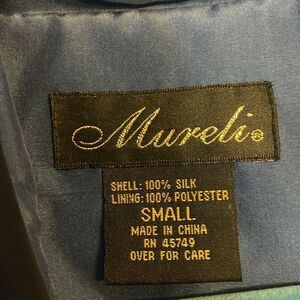 Mureli®
SHELL: 100% SILK
LINING: 100% POLYESTER
SMALL
MADE IN CHINA
RN 45749
OVER FOR CARE